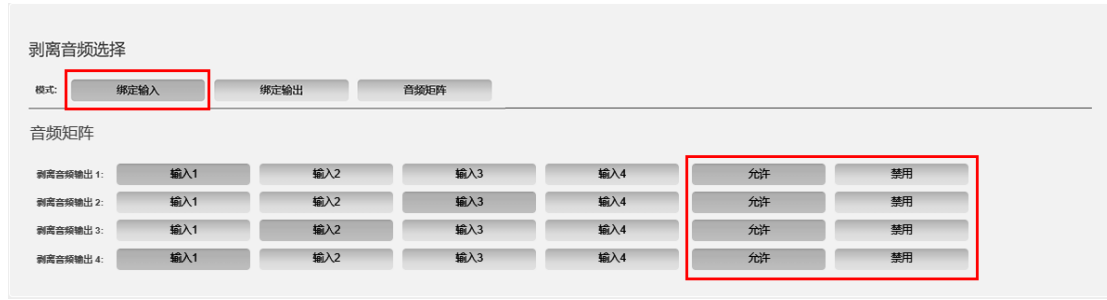 剥离音频选择
模式: 绑定输入 绑定输出 音频矩阵
音频矩阵
剥离音频输出 1: 输入1 输入2 输入3 输入4 允许 禁用
剥离音频输出 2: 输入1 输入2 输入3 输入4 允许 禁用
剥离音频输出 3: 输入1 输入2 输入3 输入4 允许 禁用
剥离音频输出 4: 输入1 输入2 输入3 输入4 允许 禁用